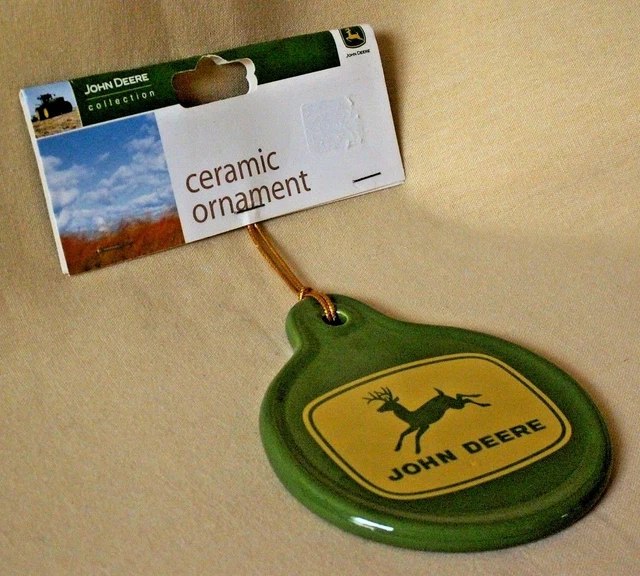 JOHN DEERE
collection
JOHN DEERE
ceramic
ornament
JOHN DEERE